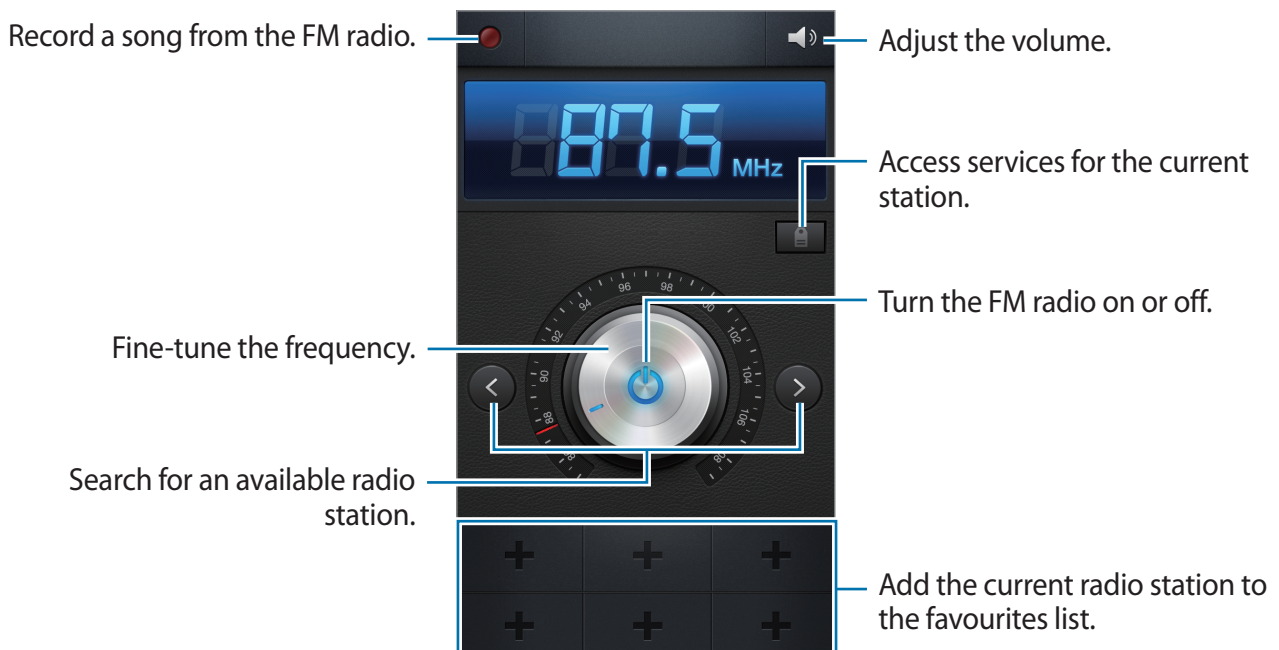 Record a song from the FM radio.
Adjust the volume.
87.5 MHz
Access services for the current
station.
Turn the FM radio on or off.
Fine-tune the frequency.
88
90
92
94
96
98
100
102
104
106
108
Search for an available radio
station.
Add the current radio station to
the favourites list.